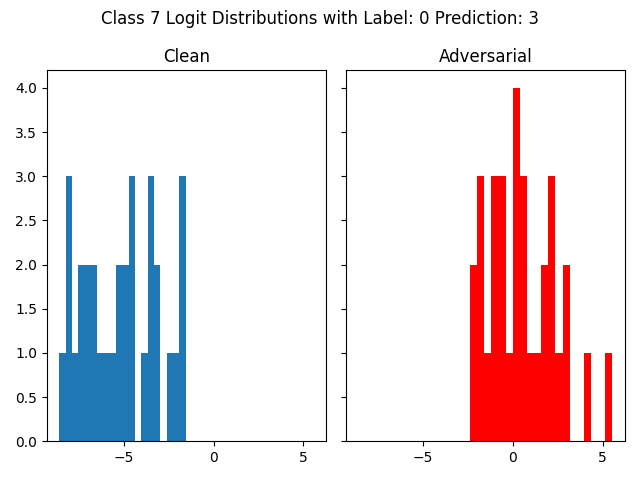 Class 7 Logit Distributions with Label: 0 Prediction: 3
Clean
Adversarial
4.0
3.5
3.0
2.5
2.0
1.5
1.0
0.5
0.0
−5 0 5
−5 0 5